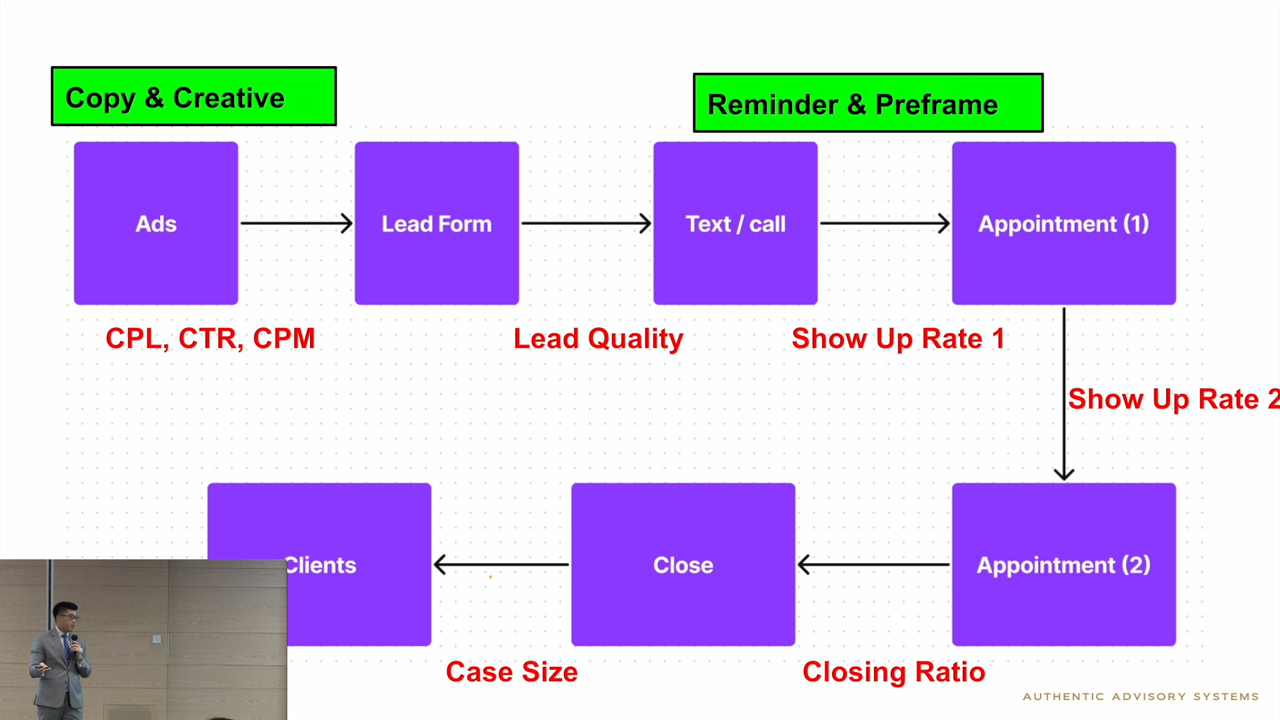 Copy & Creative
Reminder & Preframe
Ads
Lead Form
Text / call
Appointment (1)
CPL, CTR, CPM
Lead Quality
Show Up Rate 1
Show Up Rate 2
Clients
Close
Appointment (2)
Case Size
Closing Ratio
AUTHENTIC ADVISORY SYSTEMS